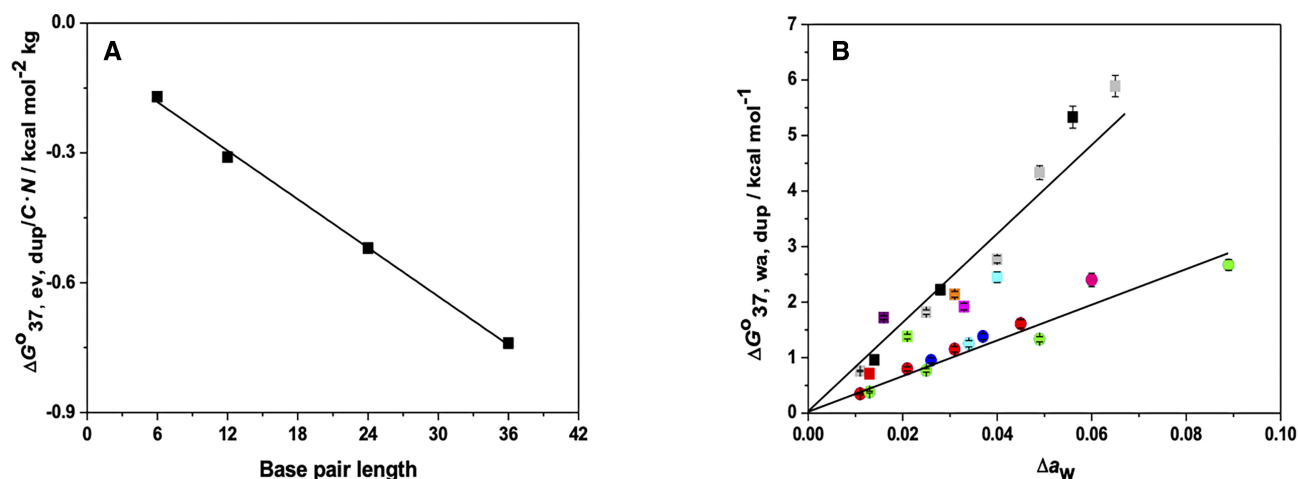 A
ΔG°37, ev, dup/C·N / kcal mol⁻² kg
0.0
-0.3
-0.6
-0.9
0 6 12 18 24 30 36 42
Base pair length
B
ΔG°37, wa, dup / kcal mol⁻¹
7
6
5
4
3
2
1
0
0.00 0.02 0.04 0.06 0.08 0.10
Δaw